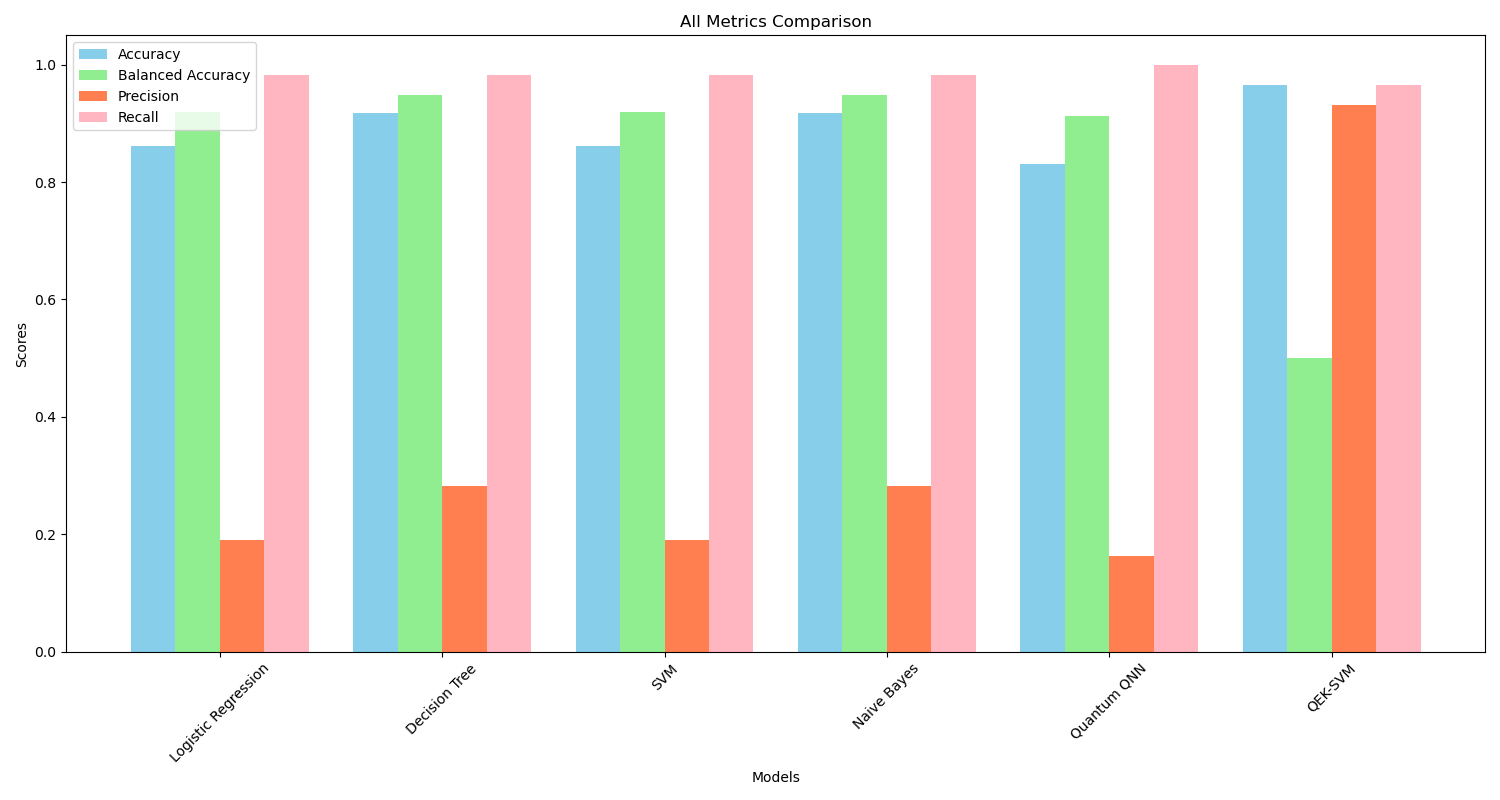 All Metrics Comparison
Accuracy
Balanced Accuracy
Precision
Recall
1.0
0.8
0.6
0.4
0.2
0.0
Scores
Logistic Regression
Decision Tree
SVM
Naive Bayes
Quantum QNN
QEK-SVM
Models